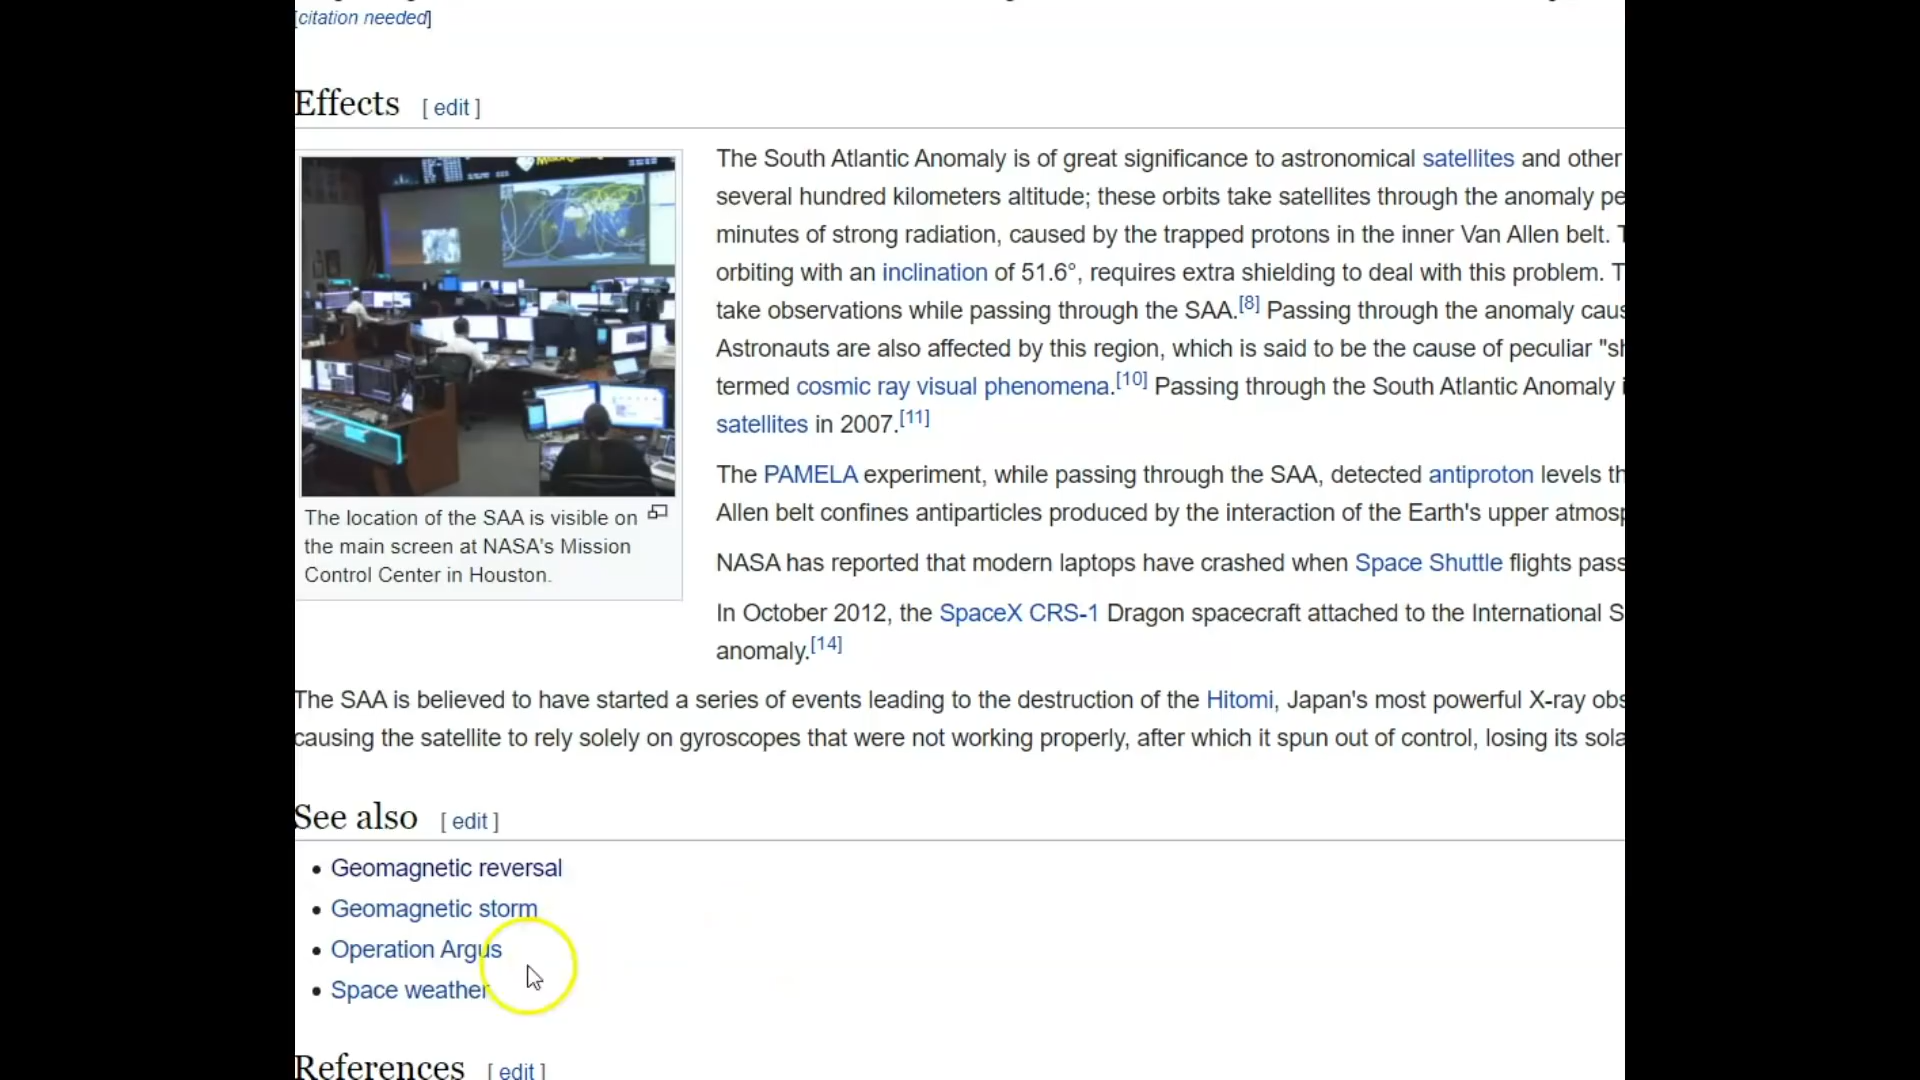 [citation needed]
Effects [ edit ]
The South Atlantic Anomaly is of great significance to astronomical satellites and other
several hundred kilometers altitude; these orbits take satellites through the anomaly pe
minutes of strong radiation, caused by the trapped protons in the inner Van Allen belt. T
orbiting with an inclination of 51.6°, requires extra shielding to deal with this problem. T
take observations while passing through the SAA.[8] Passing through the anomaly caus
Astronauts are also affected by this region, which is said to be the cause of peculiar "sh
termed cosmic ray visual phenomena.[10] Passing through the South Atlantic Anomaly i
satellites in 2007.[11]
The PAMELA experiment, while passing through the SAA, detected antiproton levels th
Allen belt confines antiparticles produced by the interaction of the Earth's upper atmosp
NASA has reported that modern laptops have crashed when Space Shuttle flights pass
In October 2012, the SpaceX CRS-1 Dragon spacecraft attached to the International S
anomaly.[14]
The location of the SAA is visible on
the main screen at NASA's Mission
Control Center in Houston.
The SAA is believed to have started a series of events leading to the destruction of the Hitomi, Japan's most powerful X-ray obs
causing the satellite to rely solely on gyroscopes that were not working properly, after which it spun out of control, losing its sola
See also [ edit ]
• Geomagnetic reversal
• Geomagnetic storm
• Operation Argus
• Space weather
References [ edit ]